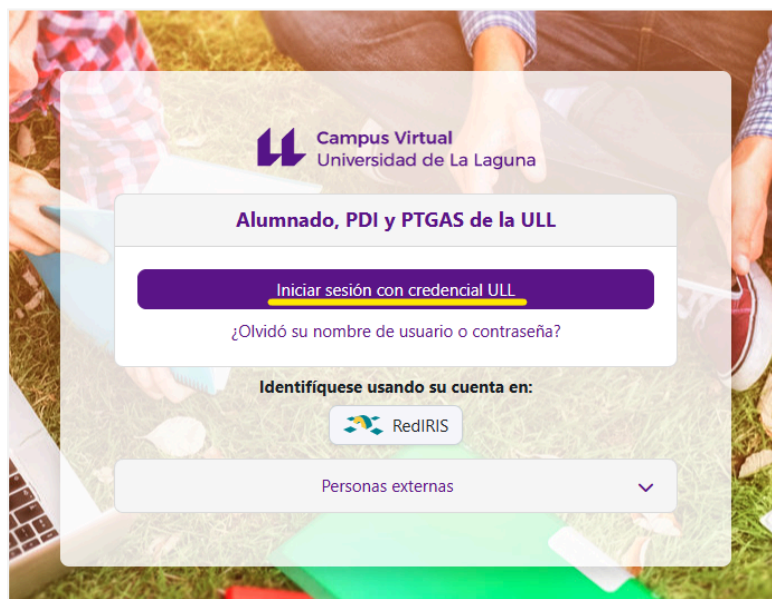 Campus Virtual
Universidad de La Laguna
Alumnado, PDI y PTGAS de la ULL
Iniciar sesión con credencial ULL
¿Olvidó su nombre de usuario o contraseña?
Identifíquese usando su cuenta en:
RedIRIS
Personas externas